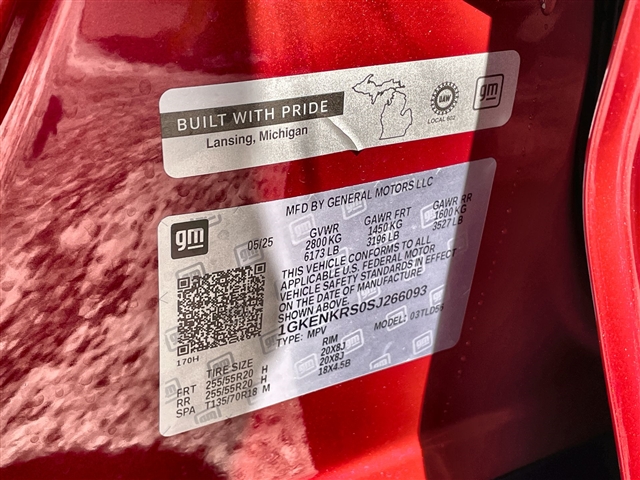 BUILT WITH PRIDE
Lansing, Michigan
UAW
LOCAL 602
gm
MFD BY GENERAL MOTORS LLC
gm
05/25
GVWR GAWR FRT GAWR RR
2800 KG 1450 KG 1600 KG
6173 LB 3196 LB 3527 LB
THIS VEHICLE CONFORMS TO ALL
APPLICABLE U.S. FEDERAL MOTOR
VEHICLE SAFETY STANDARDS IN EFFECT
ON THE DATE OF MANUFACTURE
SHOWN ABOVE.
1GKENKRS0SJ266093
TYPE: MPV MODEL:
170H
TIRE SIZE RIM
FRT 255/55R20 H 20X8J
RR 255/55R20 H 20X8J
SPA T135/70R18 M 18X4.5B